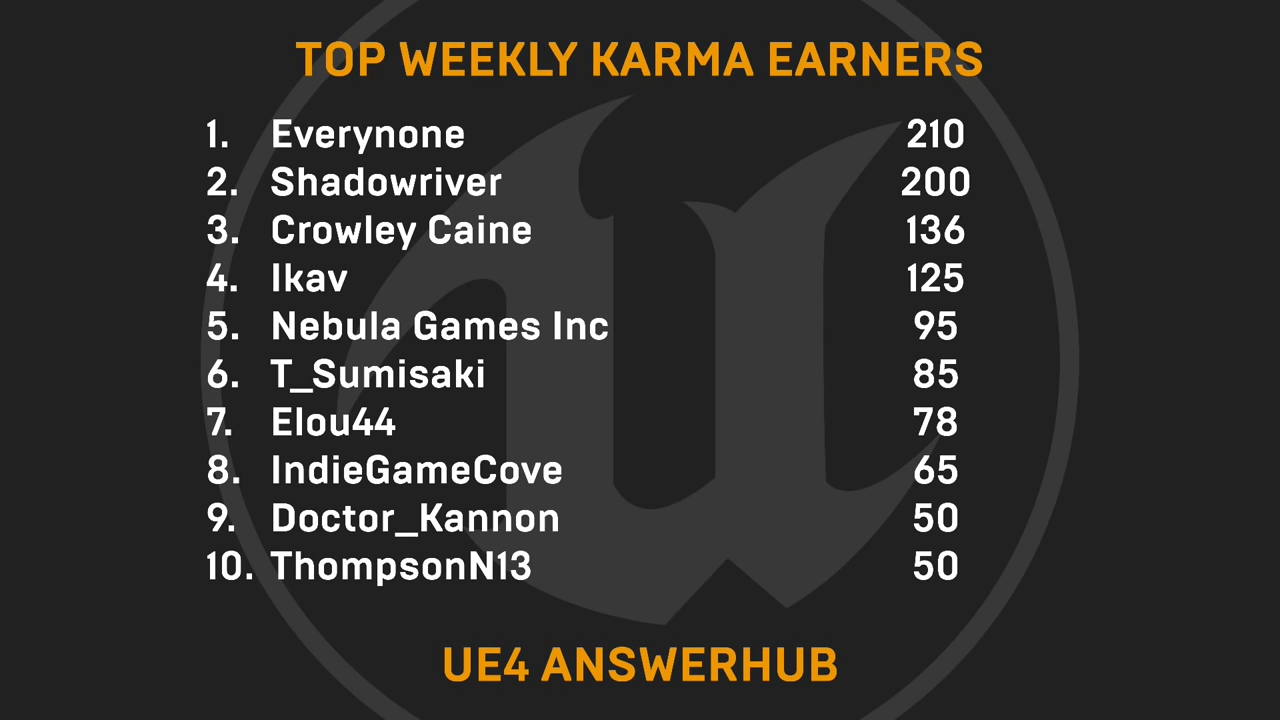 TOP WEEKLY KARMA EARNERS
1. Everynone 210
2. Shadowriver 200
3. Crowley Caine 136
4. Ikav 125
5. Nebula Games Inc 95
6. T_Sumisaki 85
7. Elou44 78
8. IndieGameCove 65
9. Doctor_Kannon 50
10. ThompsonN13 50
UE4 ANSWERHUB